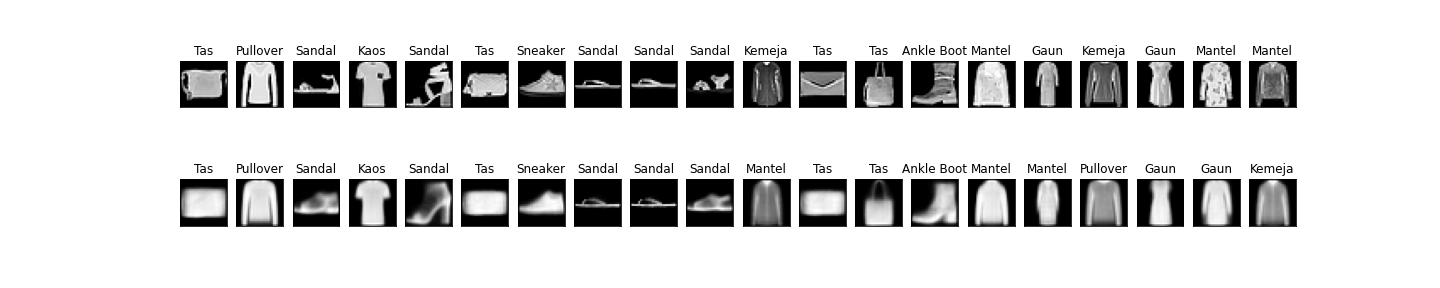 Tas Pullover Sandal Kaos Sandal Tas Sneaker Sandal Sandal Sandal Kemeja Tas Tas Ankle Boot Mantel Gaun Kemeja Gaun Mantel Mantel
Tas Pullover Sandal Kaos Sandal Tas Sneaker Sandal Sandal Sandal Mantel Tas Tas Ankle Boot Mantel Mantel Pullover Gaun Gaun Kemeja